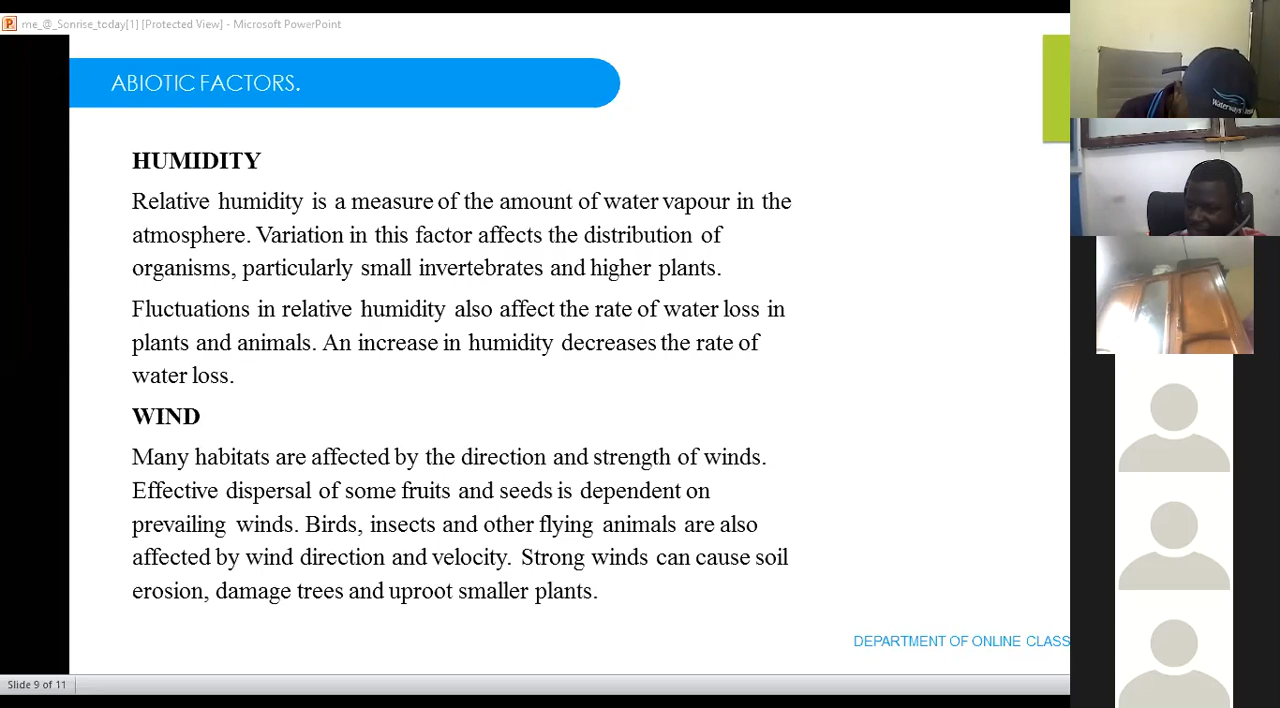 me_@_Sonrise_today[1] [Protected View] - Microsoft PowerPoint
ABIOTIC FACTORS.
HUMIDITY
Relative humidity is a measure of the amount of water vapour in the
atmosphere. Variation in this factor affects the distribution of
organisms, particularly small invertebrates and higher plants.
Fluctuations in relative humidity also affect the rate of water loss in
plants and animals. An increase in humidity decreases the rate of
water loss.
WIND
Many habitats are affected by the direction and strength of winds.
Effective dispersal of some fruits and seeds is dependent on
prevailing winds. Birds, insects and other flying animals are also
affected by wind direction and velocity. Strong winds can cause soil
erosion, damage trees and uproot smaller plants.
DEPARTMENT OF ONLINE CLASS
Slide 9 of 11
Waterways